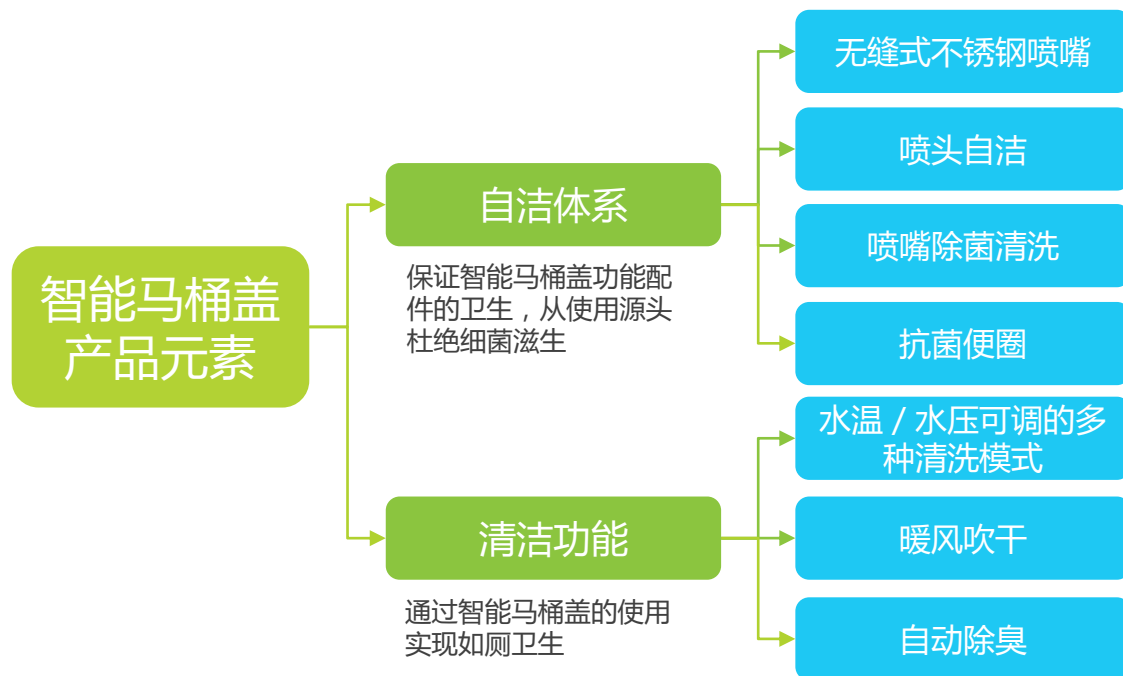 智能马桶盖
产品元素
自洁体系
保证智能马桶盖功能配
件的卫生，从使用源头
杜绝细菌滋生
无缝式不锈钢喷嘴
喷头自洁
喷嘴除菌清洗
抗菌便圈
清洁功能
通过智能马桶盖的使用
实现如厕卫生
水温 / 水压可调的多
种清洗模式
暖风吹干
自动除臭